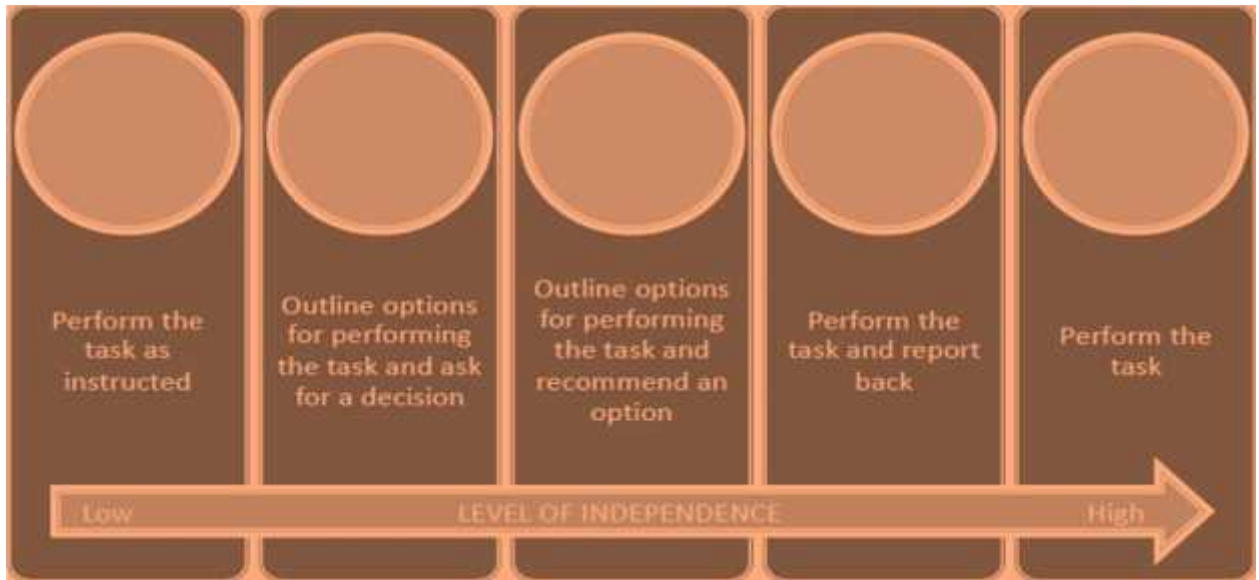 Perform the
task as
instructed
Outline options
for performing
the task and ask
for a decision
Outline options
for performing
the task and
recommend an
option
Perform the
task and report
back
Perform the
task
Low
LEVEL OF INDEPENDENCE
High